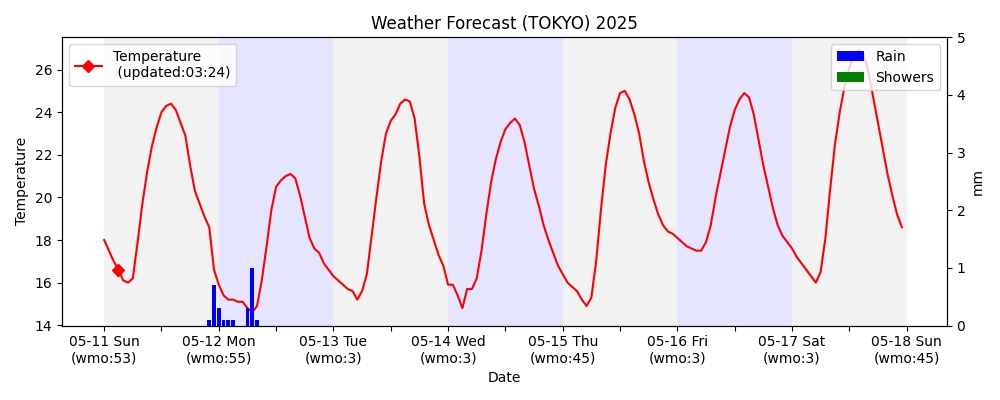 Weather Forecast (TOKYO) 2025
Temperature
(updated:03:24)
Rain
Showers
26
24
22
20
18
16
14
Temperature
5
4
3
2
1
0
mm
05-11 Sun
(wmo:53)
05-12 Mon
(wmo:55)
05-13 Tue
(wmo:3)
05-14 Wed
(wmo:3)
05-15 Thu
(wmo:45)
05-16 Fri
(wmo:3)
05-17 Sat
(wmo:3)
05-18 Sun
(wmo:45)
Date